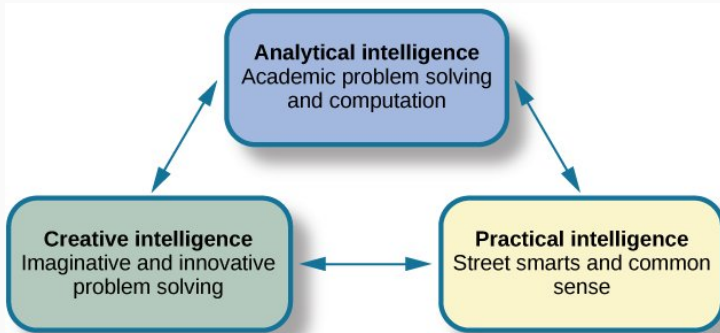 Analytical intelligence
Academic problem solving
and computation
Creative intelligence
Imaginative and innovative
problem solving
Practical intelligence
Street smarts and common
sense